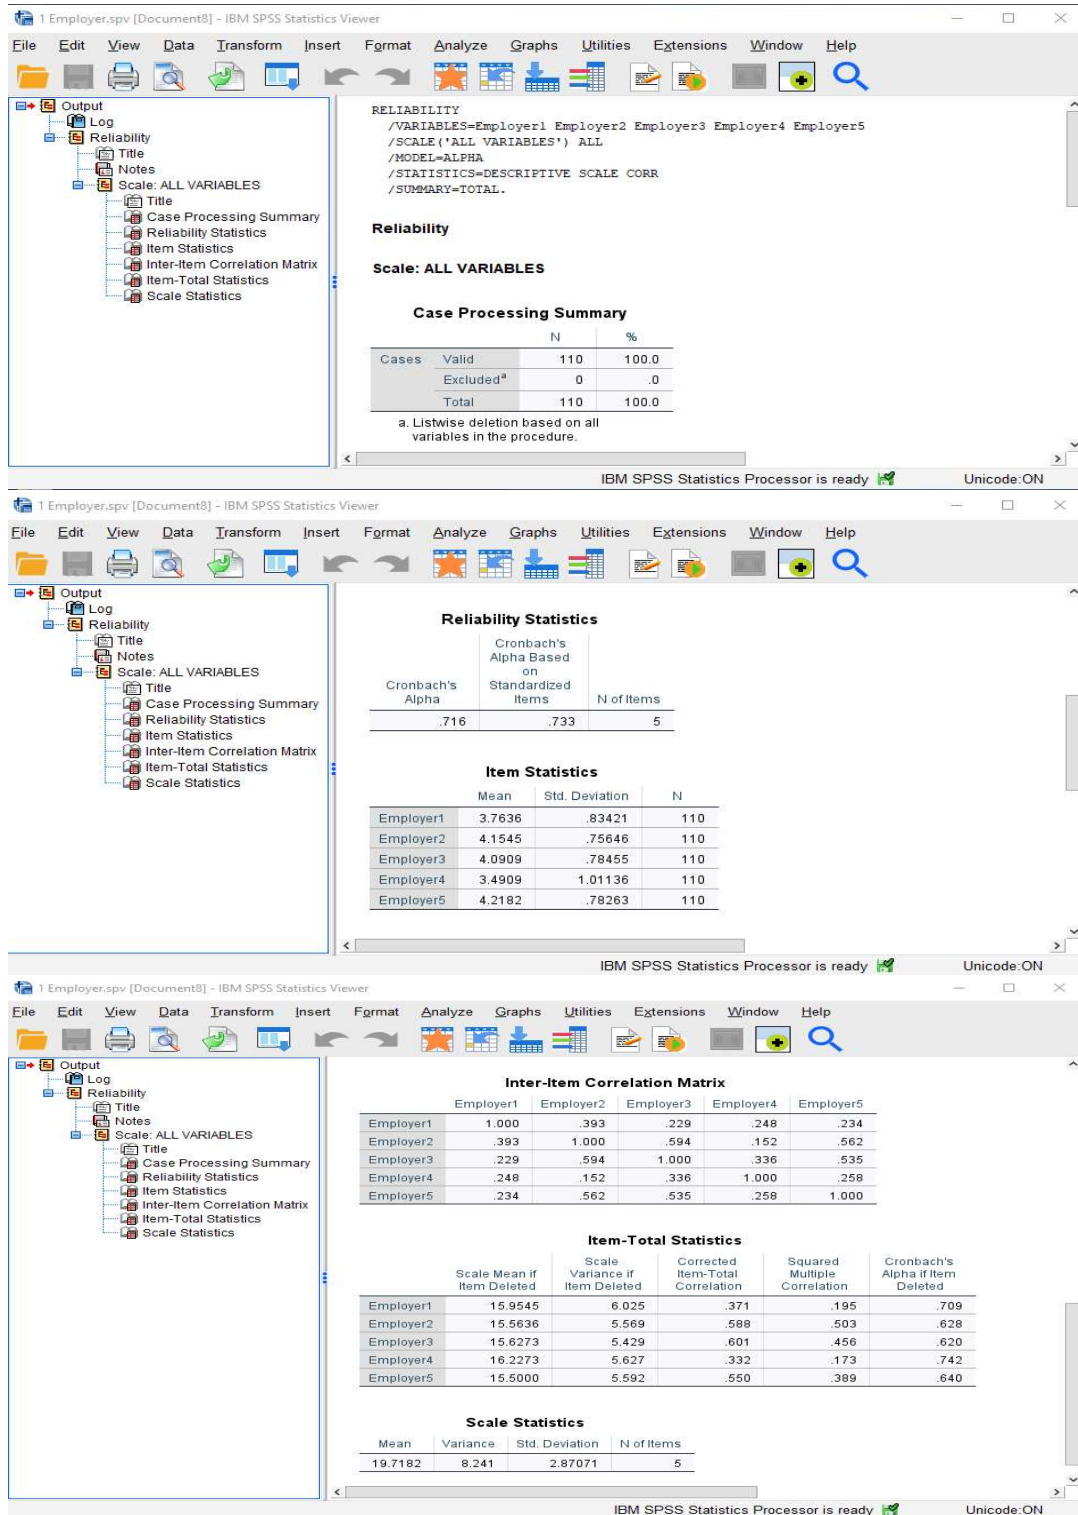 1 Employer.spv [Document8] - IBM SPSS Statistics Viewer
File Edit View Data Transform Insert Format Analyze Graphs Utilities Extensions Window Help
Output
Log
Reliability
Title
Notes
Scale: ALL VARIABLES
Title
Case Processing Summary
Reliability Statistics
Item Statistics
Inter-Item Correlation Matrix
Item-Total Statistics
Scale Statistics
RELIABILITY
/VARIABLES=Employer1 Employer2 Employer3 Employer4 Employer5
/SCALE('ALL VARIABLES') ALL
/MODEL=ALPHA
/STATISTICS=DESCRIPTIVE SCALE CORR
/SUMMARY=TOTAL.
Reliability
Scale: ALL VARIABLES
Case Processing Summary
N %
Cases Valid 110 100.0
Excluded a 0 .0
Total 110 100.0
a. Listwise deletion based on all
variables in the procedure.
IBM SPSS Statistics Processor is ready Unicode:ON
1 Employer.spv [Document8] - IBM SPSS Statistics Viewer
File Edit View Data Transform Insert Format Analyze Graphs Utilities Extensions Window Help
Output
Log
Reliability
Title
Notes
Scale: ALL VARIABLES
Title
Case Processing Summary
Reliability Statistics
Item Statistics
Inter-Item Correlation Matrix
Item-Total Statistics
Scale Statistics
Reliability Statistics
Cronbach's
Alpha Based
on
Cronbach's Standardized
Alpha Items N of Items
.716 .733 5
Item Statistics
Mean Std. Deviation N
Employer1 3.7636 .83421 110
Employer2 4.1545 .75646 110
Employer3 4.0909 .78455 110
Employer4 3.4909 1.01136 110
Employer5 4.2182 .78263 110
IBM SPSS Statistics Processor is ready Unicode:ON
1 Employer.spv [Document8] - IBM SPSS Statistics Viewer
File Edit View Data Transform Insert Format Analyze Graphs Utilities Extensions Window Help
Output
Log
Reliability
Title
Notes
Scale: ALL VARIABLES
Title
Case Processing Summary
Reliability Statistics
Item Statistics
Inter-Item Correlation Matrix
Item-Total Statistics
Scale Statistics
Inter-Item Correlation Matrix
Employer1 Employer2 Employer3 Employer4 Employer5
Employer1 1.000 .393 .229 .248 .234
Employer2 .393 1.000 .594 .152 .562
Employer3 .229 .594 1.000 .336 .535
Employer4 .248 .152 .336 1.000 .258
Employer5 .234 .562 .535 .258 1.000
Item-Total Statistics
Scale Corrected Squared Cronbach's
Scale Mean if Variance if Item-Total Multiple Alpha if Item
Item Deleted Item Deleted Correlation Correlation Deleted
Employer1 15.9545 6.025 .371 .195 .709
Employer2 15.5636 5.569 .588 .503 .628
Employer3 15.6273 5.429 .601 .456 .620
Employer4 16.2273 5.627 .332 .173 .742
Employer5 15.5000 5.592 .550 .389 .640
Scale Statistics
Mean Variance Std. Deviation N of Items
19.7182 8.241 2.87071 5
IBM SPSS Statistics Processor is ready Unicode:ON